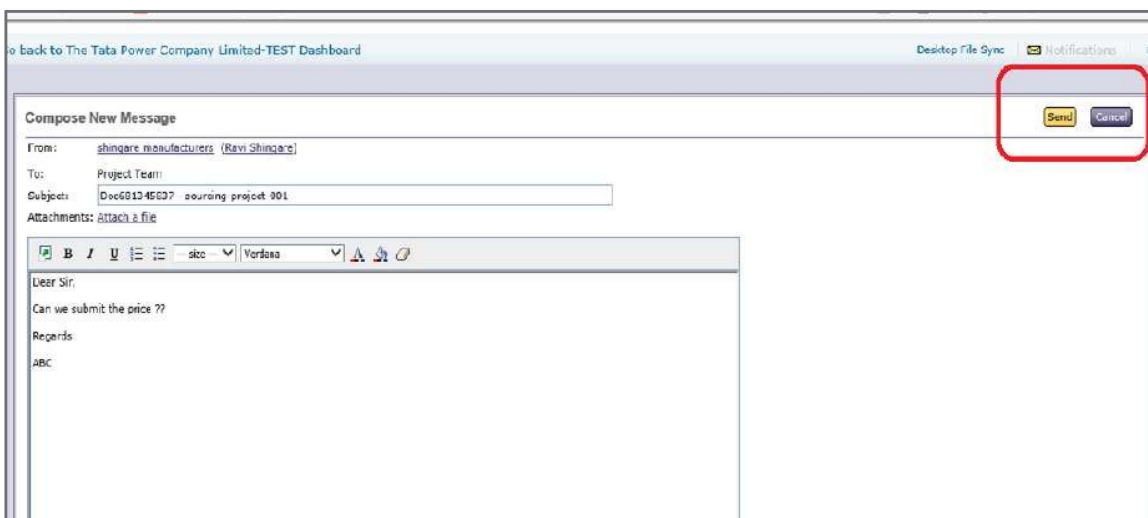 o back to The Tata Power Company Limited-TEST Dashboard Desktop File Sync Notifications
Compose New Message Send Cancel
From: shingare manufacturers (Ravi Shingare)
To: Project Team
Subject: Doc681345837 - sourcing project 001
Attachments: Attach a file
B I U -- size -- Verdana A
Dear Sir,
Can we submit the price ??
Regards
ABC